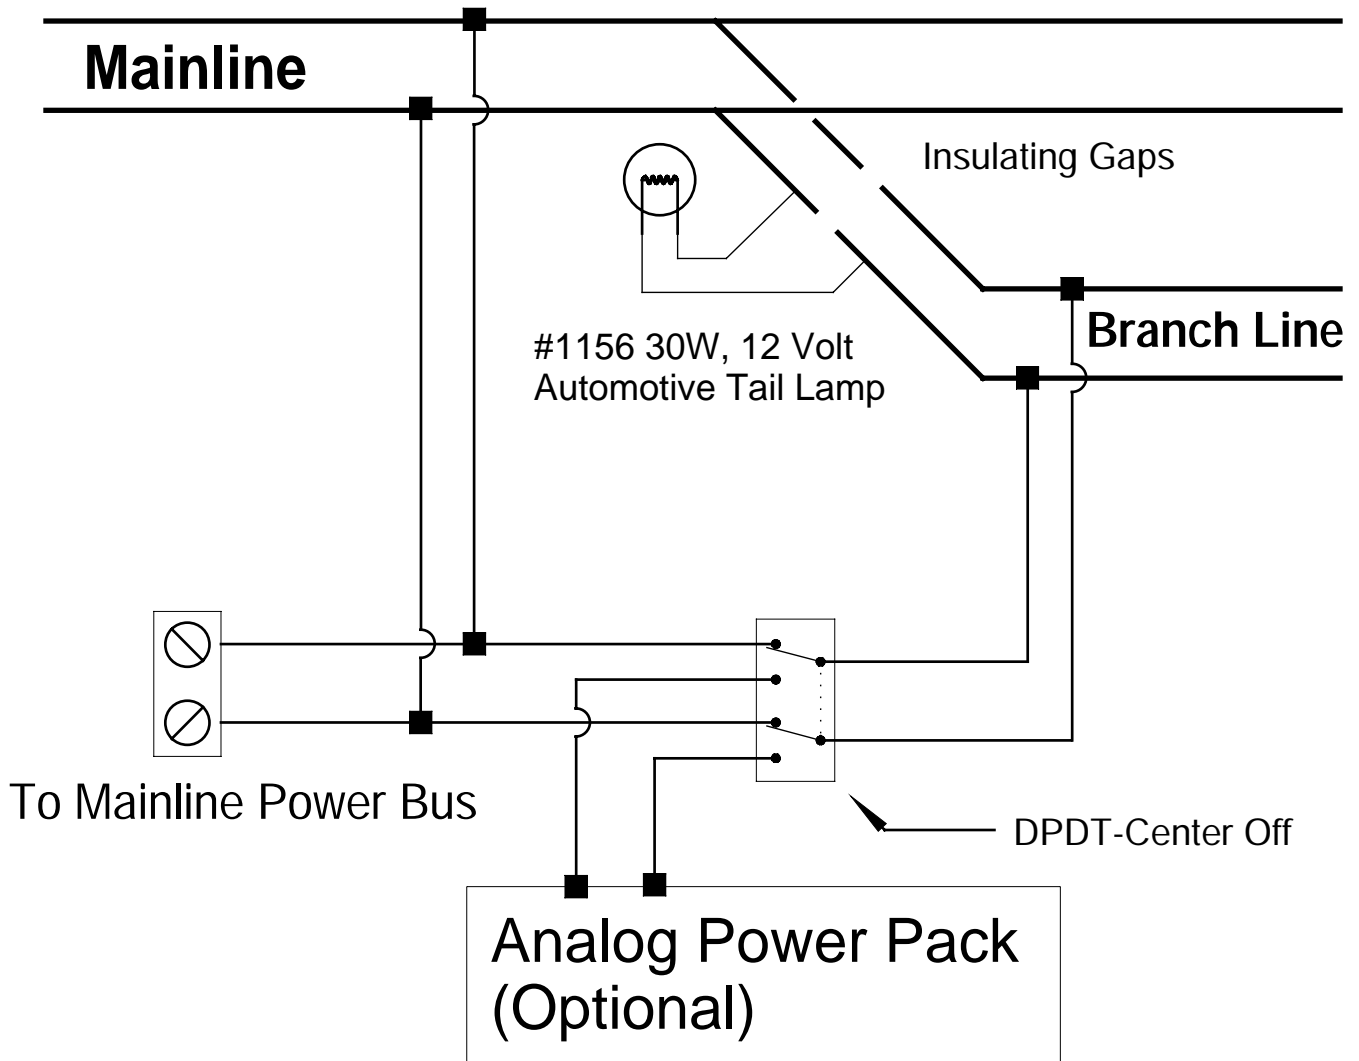 Mainline
Insulating Gaps
Branch Line
#1156 30W, 12 Volt
Automotive Tail Lamp
To Mainline Power Bus
DPDT-Center Off
Analog Power Pack
(Optional)